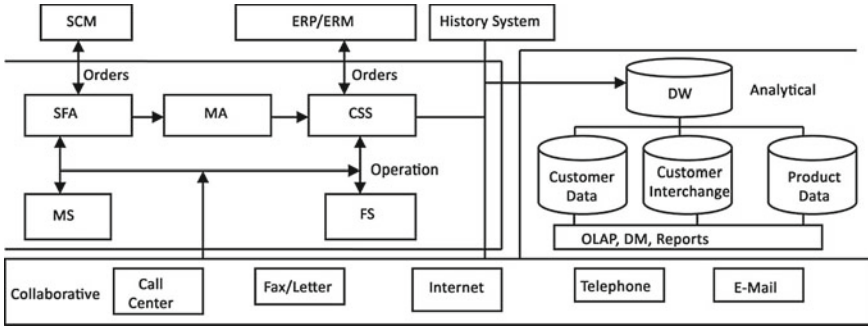 SCM
ERP/ERM
History System
Orders
Orders
SFA
MA
CSS
DW
Analytical
Operation
Customer
Data
Customer
Interchange
Product
Data
MS
FS
OLAP, DM, Reports
Collaborative
Call
Center
Fax/Letter
Internet
Telephone
E-Mail